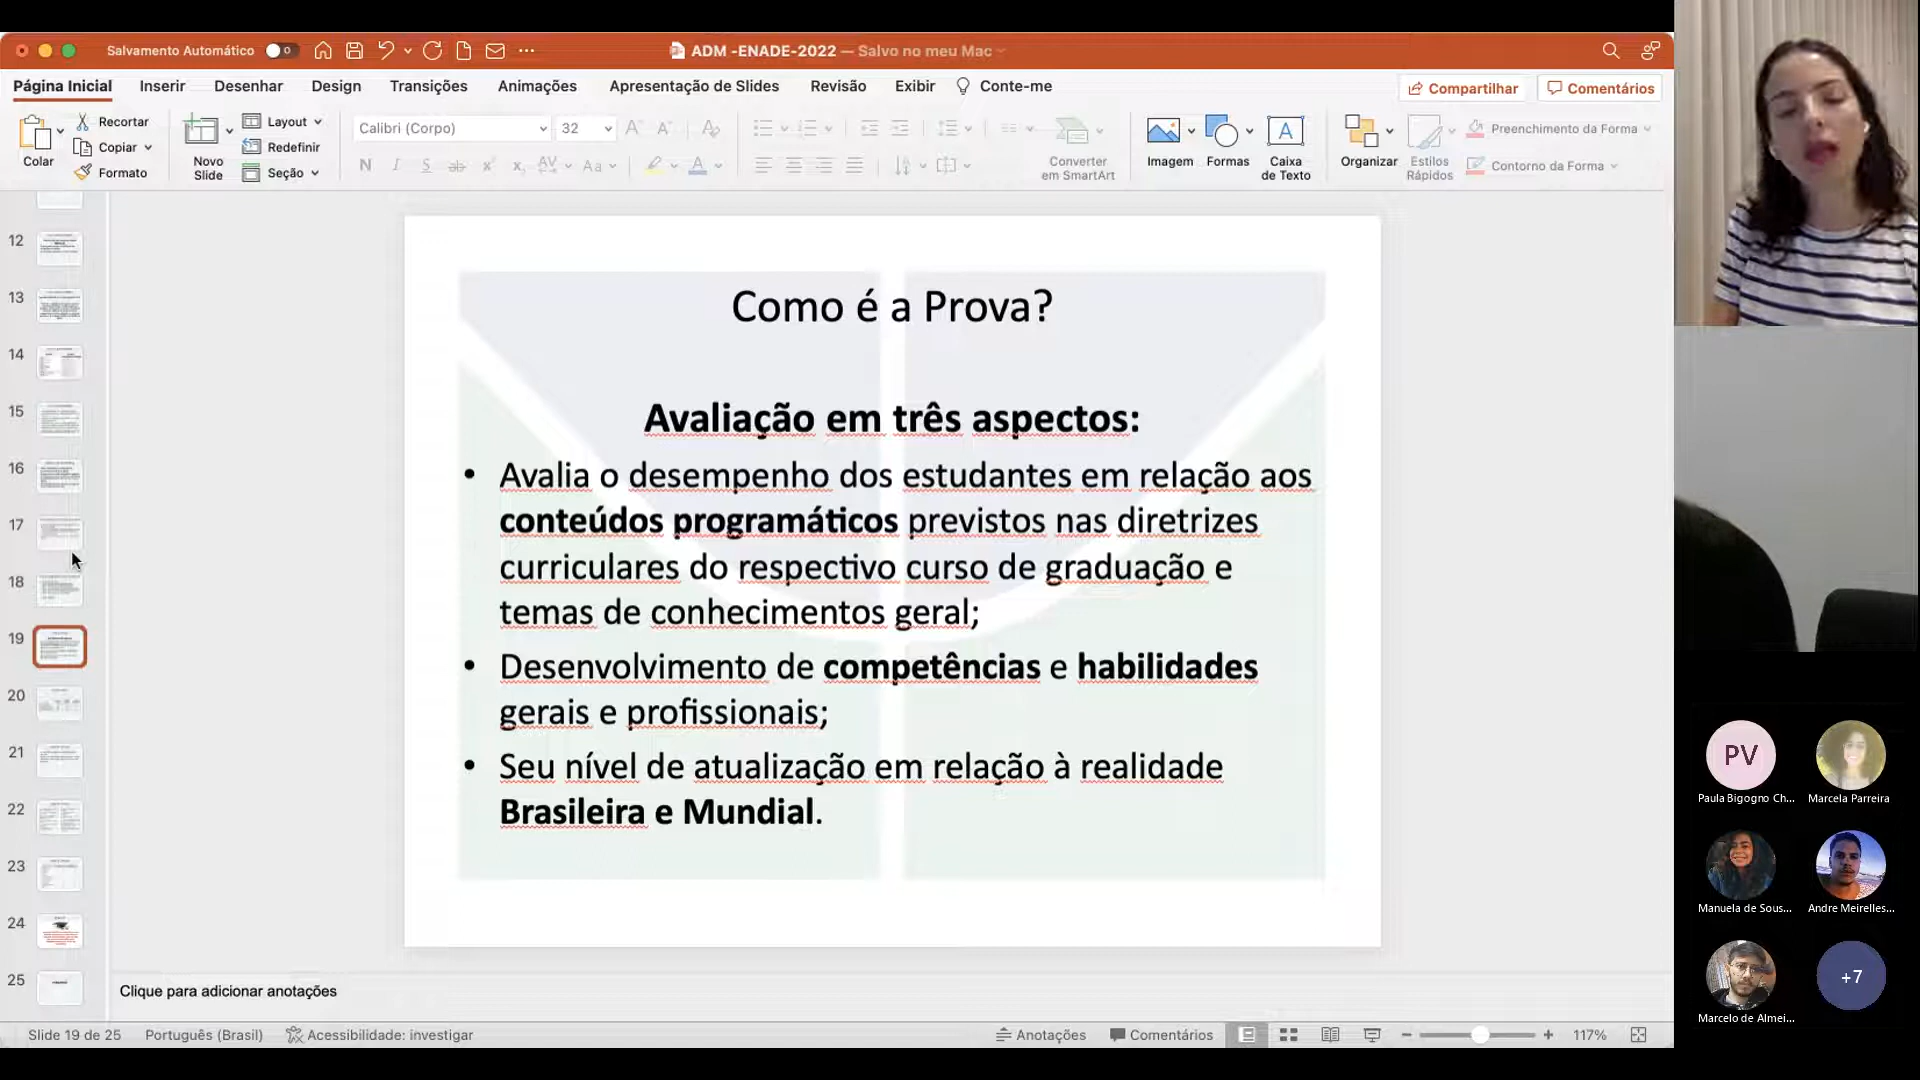 Salvamento Automático
ADM -ENADE-2022 — Salvo no meu Mac
Página Inicial Inserir Desenhar Design Transições Animações Apresentação de Slides Revisão Exibir Conte-me
Compartilhar Comentários
Colar
Recortar
Copiar
Formato
Novo
Slide
Layout
Redefinir
Seção
Calibri (Corpo) 32
Converter
em SmartArt
Imagem
Formas
Caixa
de Texto
Organizar
Estilos
Rápidos
Preenchimento da Forma
Contorno da Forma
12
13
14
15
16
17
18
19
20
21
22
23
24
25
Como é a Prova?
Avaliação em três aspectos:
• Avalia o desempenho dos estudantes em relação aos
conteúdos programáticos previstos nas diretrizes
curriculares do respectivo curso de graduação e
temas de conhecimentos geral;
• Desenvolvimento de competências e habilidades
gerais e profissionais;
• Seu nível de atualização em relação à realidade
Brasileira e Mundial.
Clique para adicionar anotações
Slide 19 de 25 Português (Brasil) Acessibilidade: investigar Anotações Comentários 117%
PV
Paula Bigogno Ch...
Marcela Parreira
Manuela de Sous...
Andre Meirelles...
Marcelo de Almei...
+7